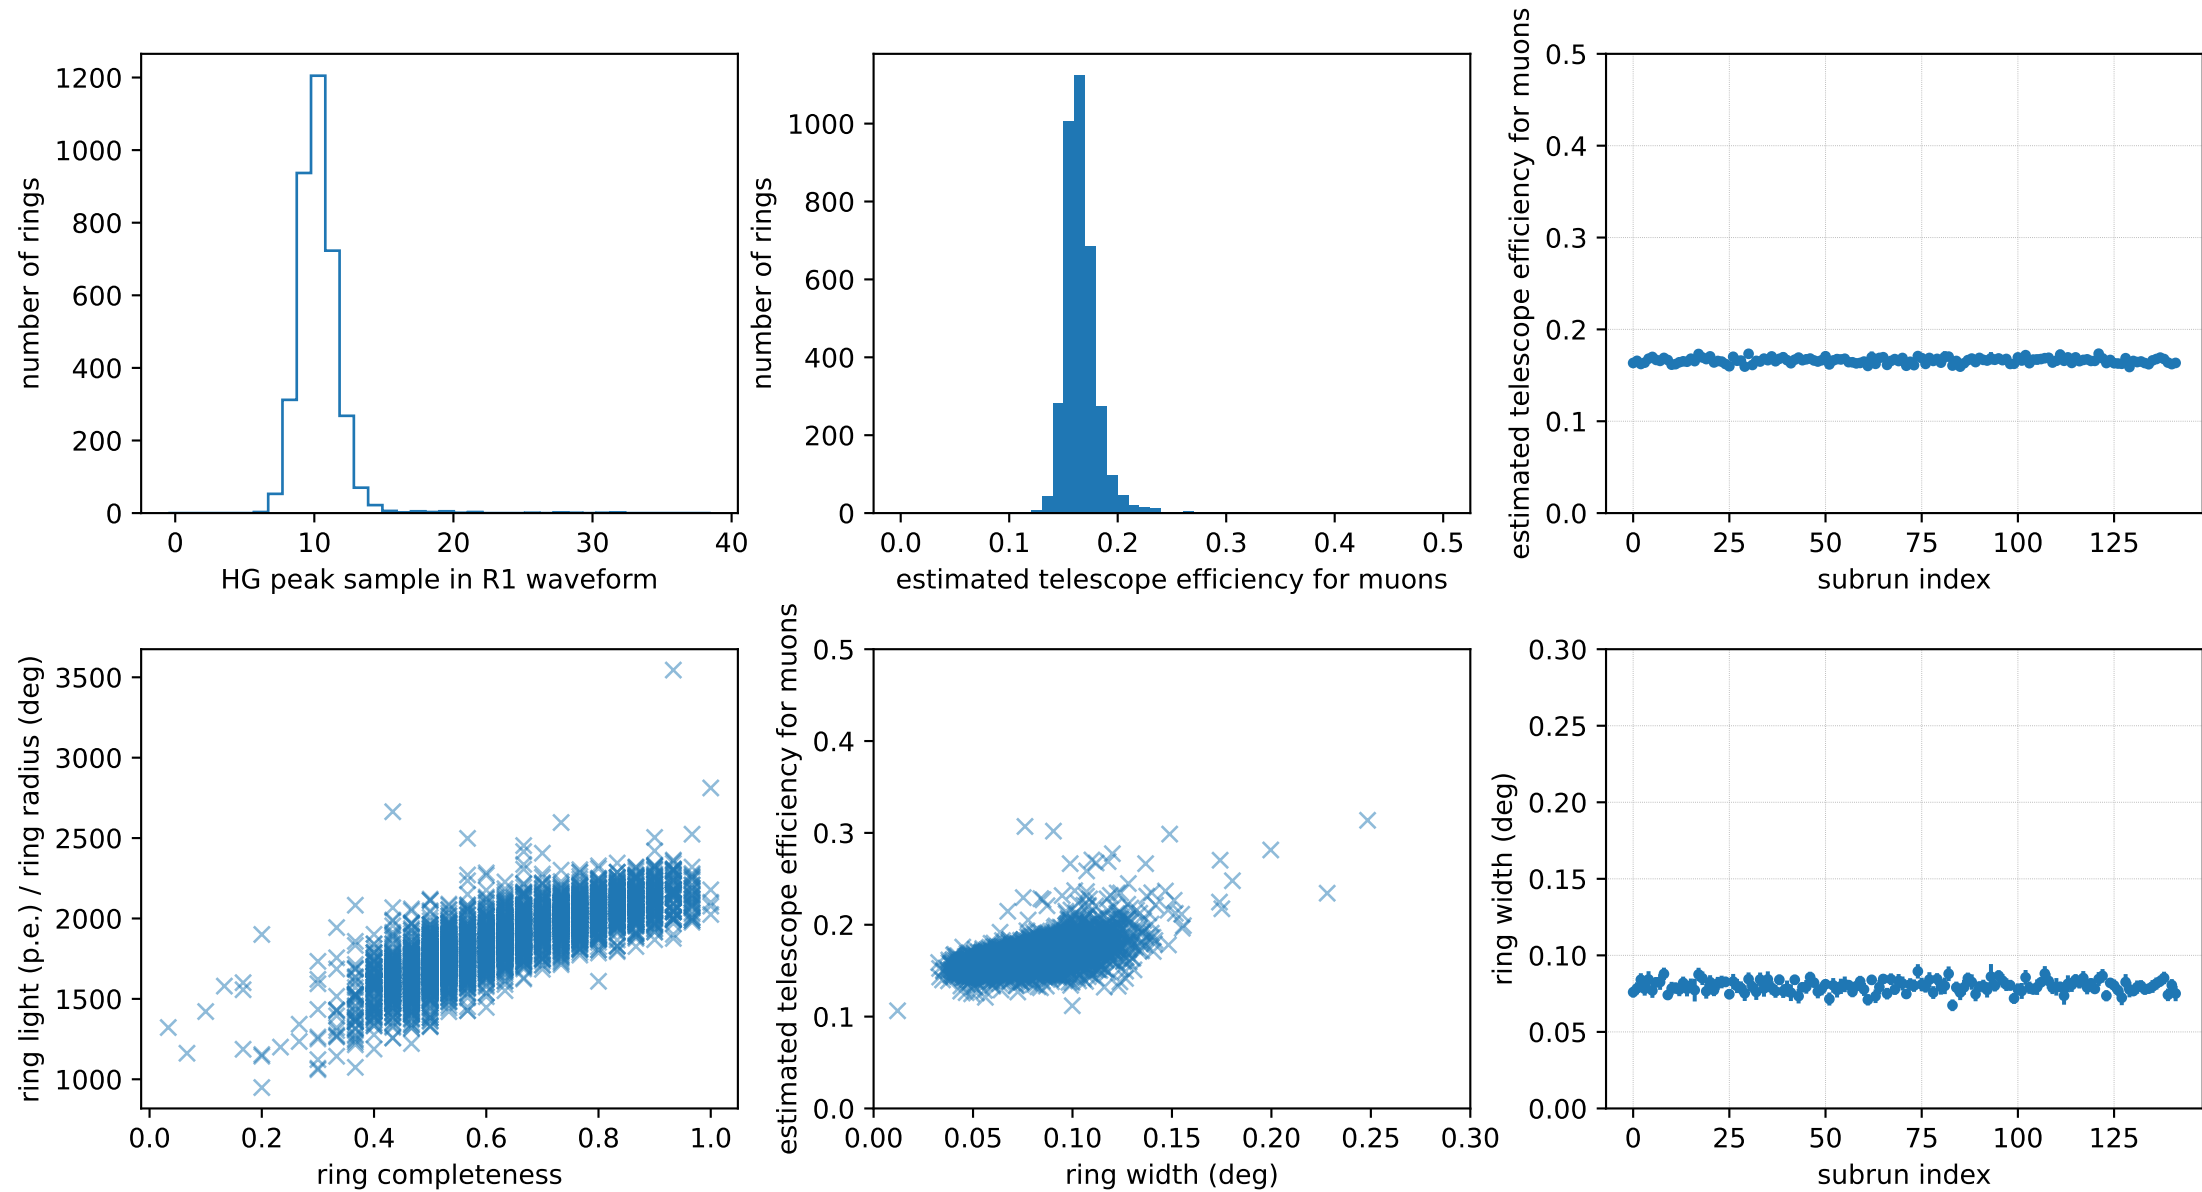 number of rings
1200
1000
800
600
400
200
0
0 10 20 30 40
HG peak sample in R1 waveform
number of rings
1000
800
600
400
200
0
0.0 0.1 0.2 0.3 0.4 0.5
estimated telescope efficiency for muons
estimated telescope efficiency for muons
0.5
0.4
0.3
0.2
0.1
0.0
0 25 50 75 100 125
subrun index
ring light (p.e.) / ring radius (deg)
3500
3000
2500
2000
1500
1000
0.0 0.2 0.4 0.6 0.8 1.0
ring completeness
estimated telescope efficiency for muons
0.5
0.4
0.3
0.2
0.1
0.0
0.00 0.05 0.10 0.15 0.20 0.25 0.30
ring width (deg)
ring width (deg)
0.30
0.25
0.20
0.15
0.10
0.05
0.00
0 25 50 75 100 125
subrun index